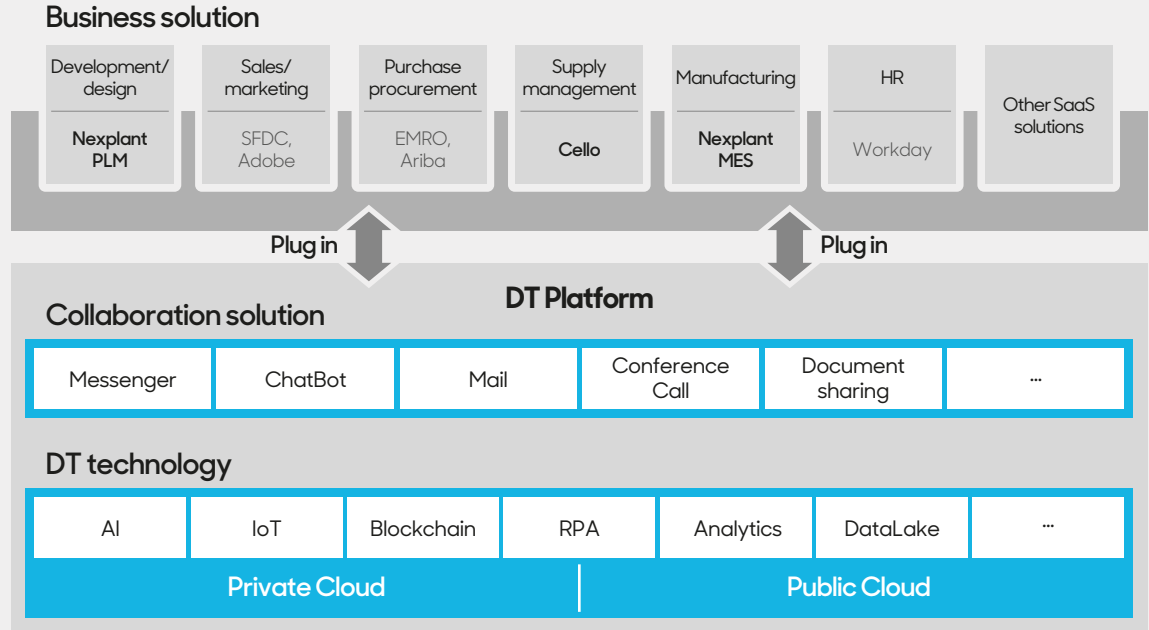 Business solution
Development/
design
Nexplant
PLM
Sales/
marketing
SFDC,
Adobe
Purchase
procurement
EMRO,
Ariba
Supply
management
Cello
Manufacturing
Nexplant
MES
HR
Workday
Other SaaS
solutions
Plug in
Plug in
DT Platform
Collaboration solution
Messenger
ChatBot
Mail
Conference
Call
Document
sharing
...
DT technology
AI
IoT
Blockchain
RPA
Analytics
DataLake
...
Private Cloud
Public Cloud